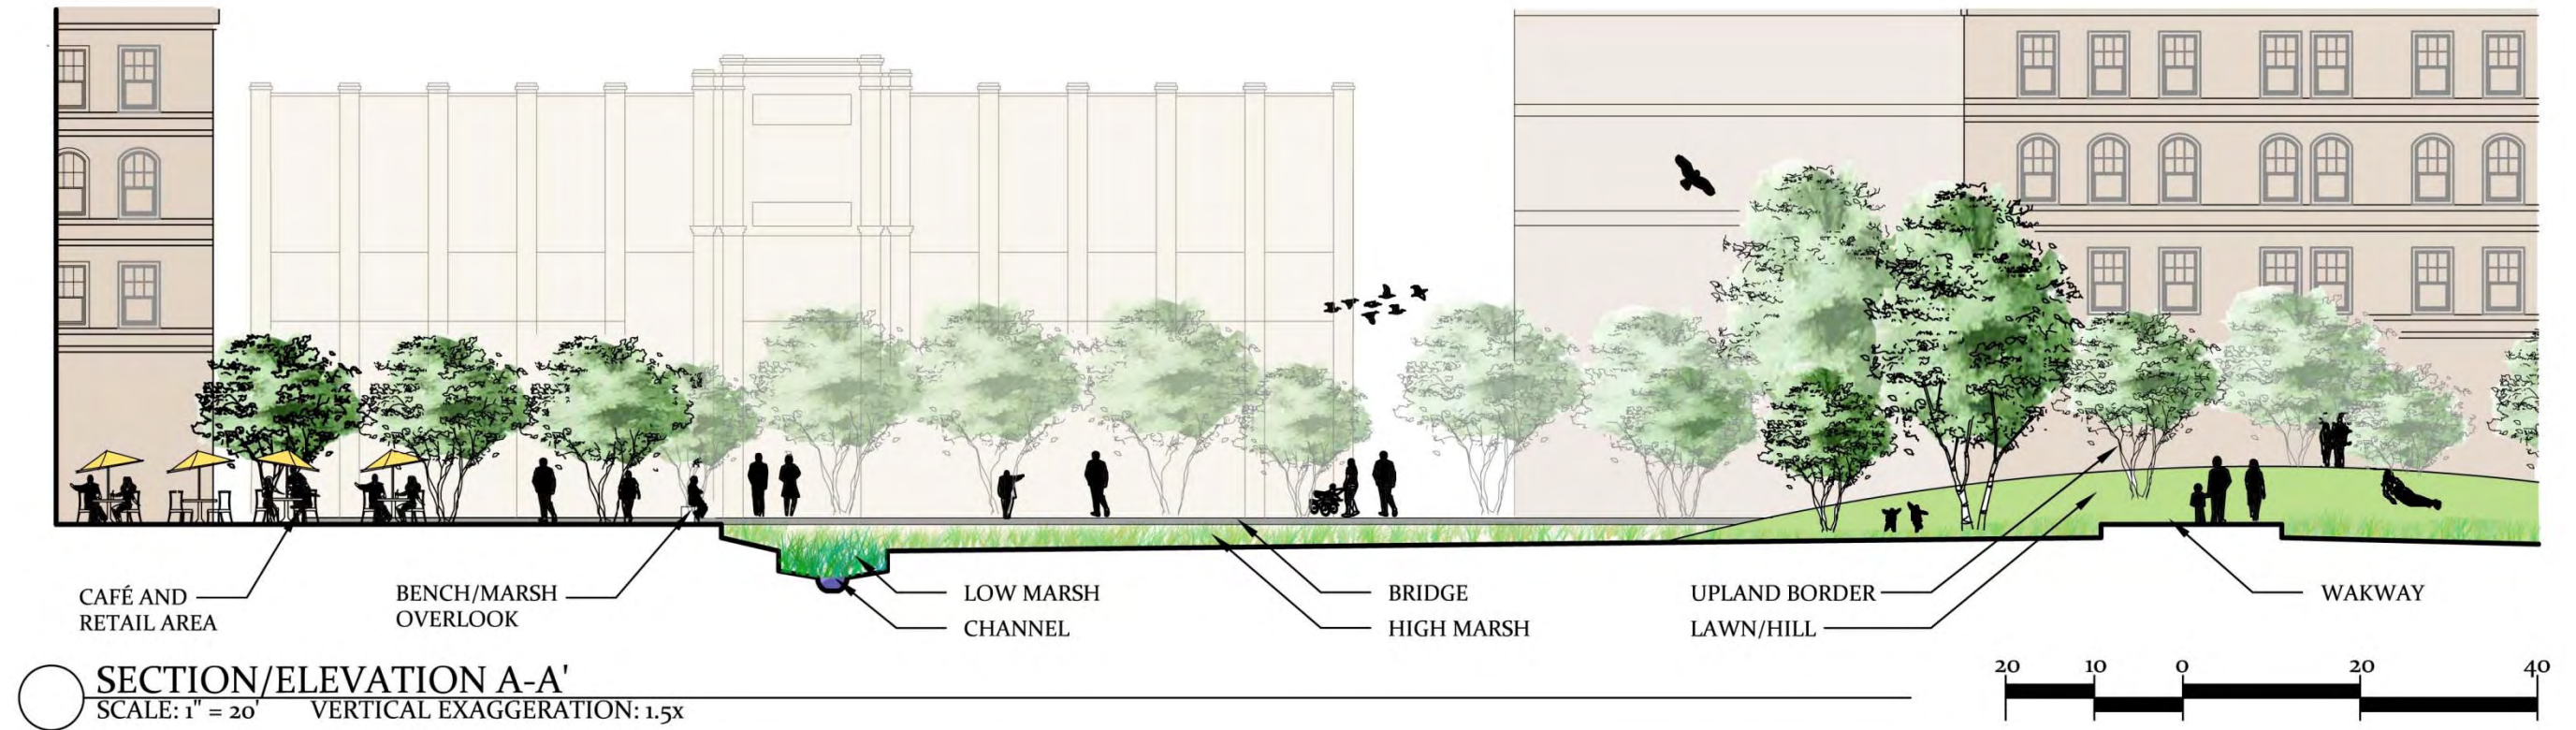 CAFÉ AND
RETAIL AREA
BENCH/MARSH
OVERLOOK
LOW MARSH
CHANNEL
BRIDGE
HIGH MARSH
UPLAND BORDER
LAWN/HILL
WAKWAY
SECTION/ELEVATION A-A'
SCALE: 1" = 20' VERTICAL EXAGGERATION: 1.5x
20 10 0 20 40